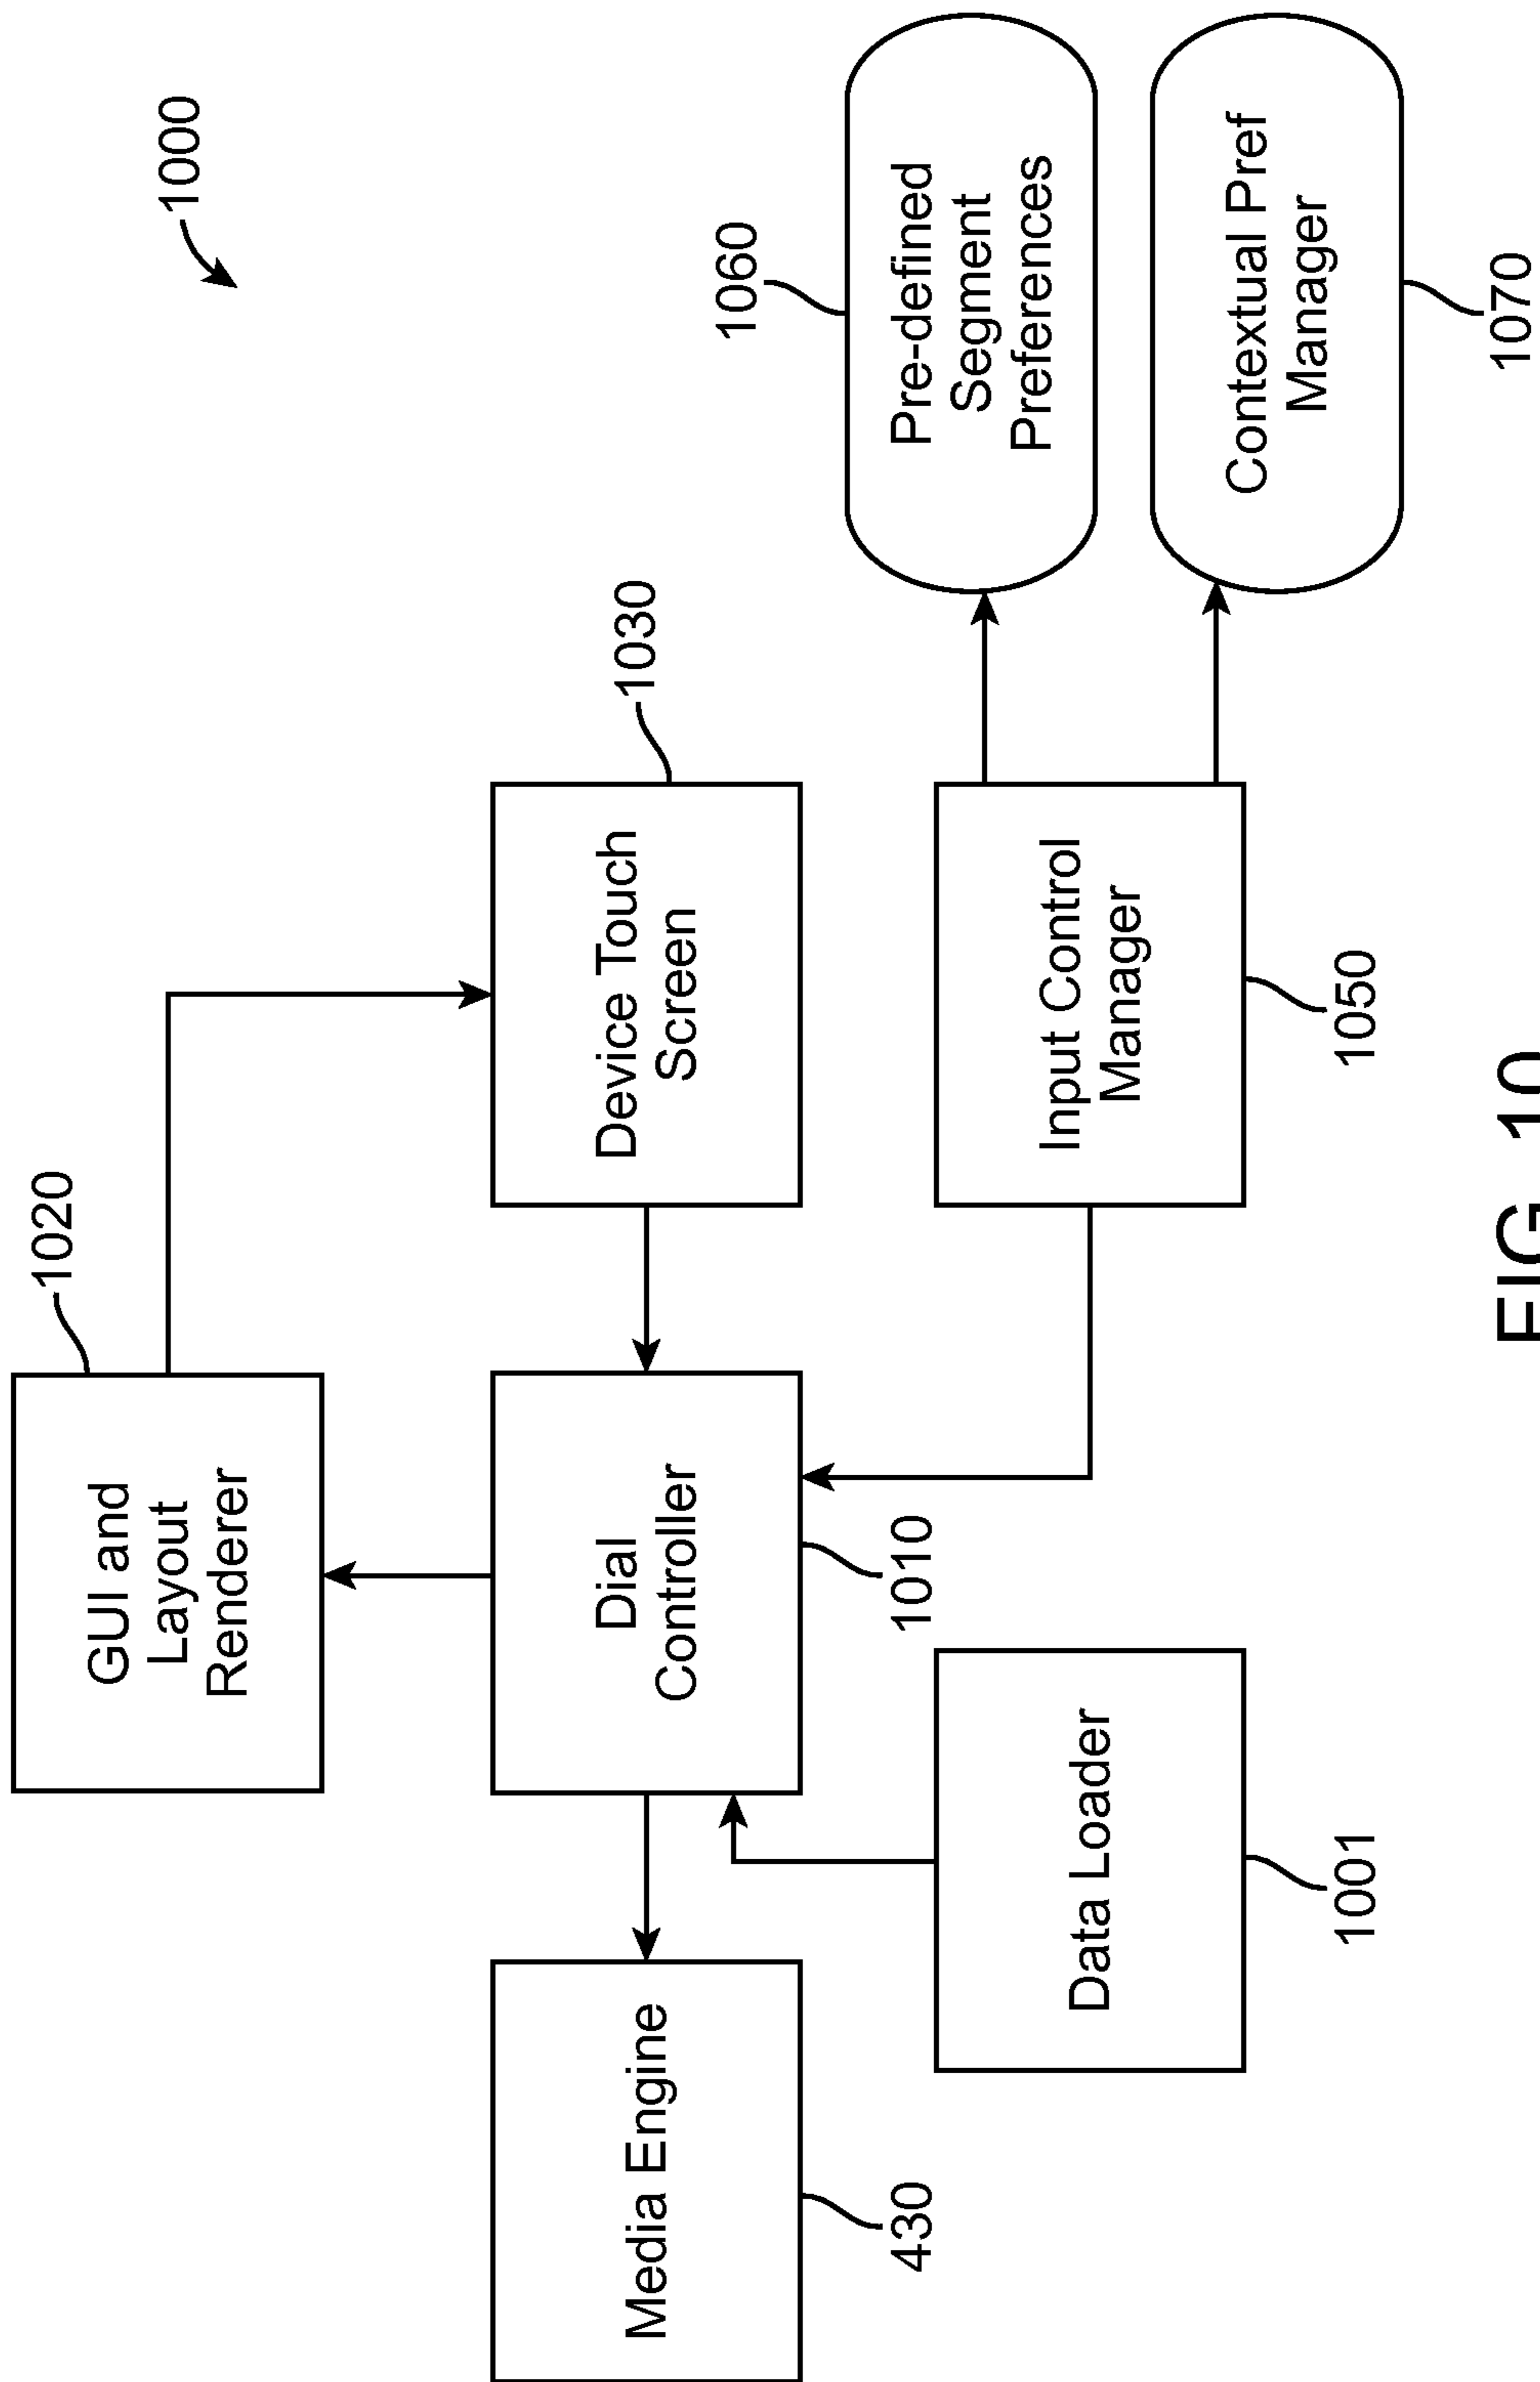 1000
1020
GUI and
Layout
Renderer
Media Engine
430
Dial
Controller
1010
Device Touch
Screen
1030
Data Loader
1001
Input Control
Manager
1050
1060
Pre-defined
Segment
Preferences
Contextual Pref
Manager
1070
FIG. 10